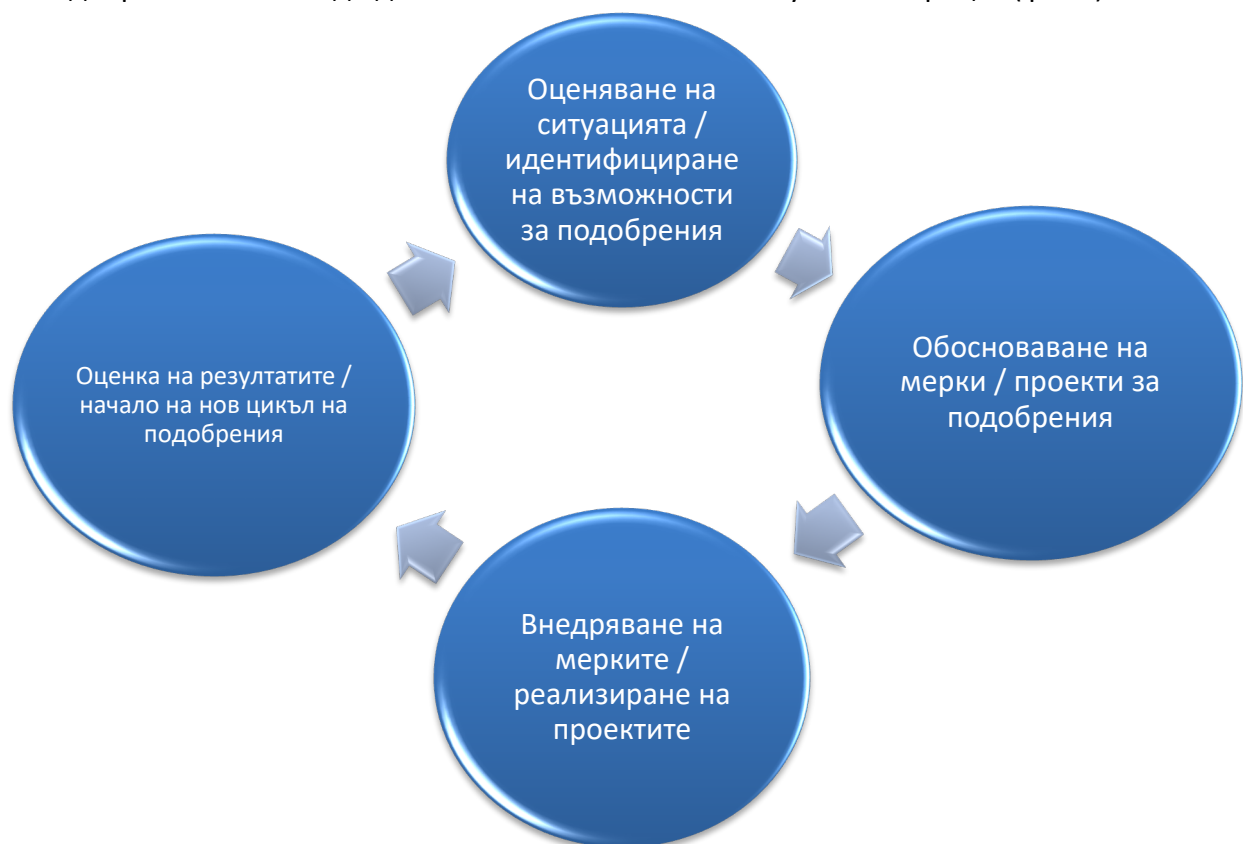 Оценяване на
ситуацията /
идентифициране
на възможности
за подобрения
Обосноваване на
мерки / проекти за
подобрения
Внедряване на
мерките /
реализиране на
проектите
Оценка на резултатите /
начало на нов цикъл на
подобрения